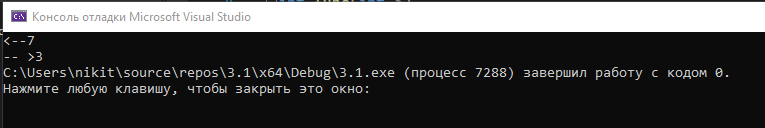 Консоль отладки Microsoft Visual Studio
<--7
-- >3
C:\Users\nikit\source\repos\3.1\x64\Debug\3.1.exe (процесс 7288) завершил работу с кодом 0.
Нажмите любую клавишу, чтобы закрыть это окно: